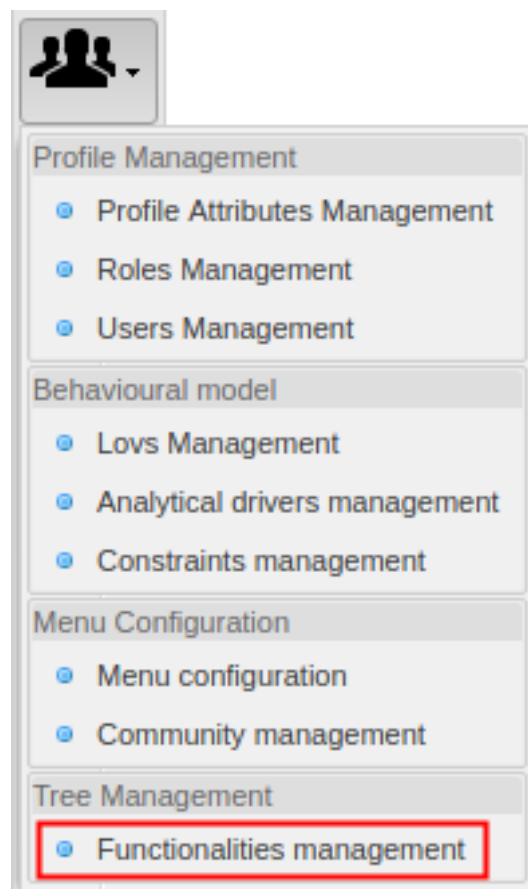 Profile Management
Profile Attributes Management
Roles Management
Users Management
Behavioural model
Lovs Management
Analytical drivers management
Constraints management
Menu Configuration
Menu configuration
Community management
Tree Management
Functionalities management